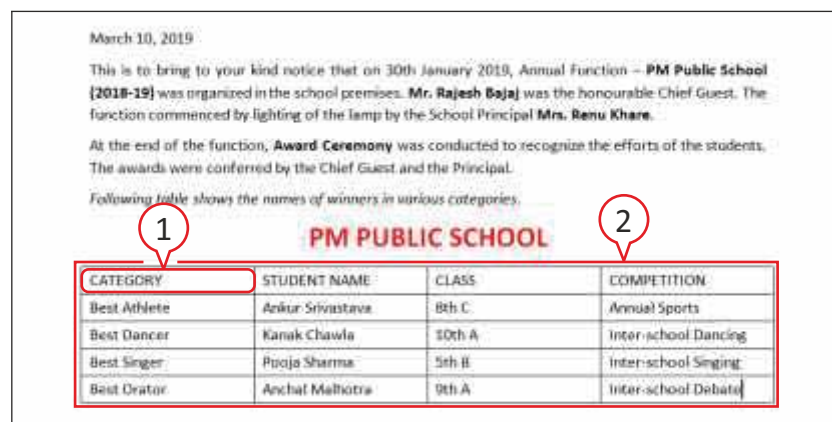 March 10, 2019
This is to bring to your kind notice that on 30th January 2019, Annual Function – PM Public School
(2018-19) was organized in the school premises. Mr. Rajesh Bajaj was the honourable Chief Guest. The
function commenced by lighting of the lamp by the School Principal Mrs. Renu Khare.
At the end of the function, Award Ceremony was conducted to recognize the efforts of the students.
The awards were conferred by the Chief Guest and the Principal.
Following table shows the names of winners in various categories.
1
2
PM PUBLIC SCHOOL
CATEGORY STUDENT NAME CLASS COMPETITION
Best Athlete Ankur Srivastava 8th C Annual Sports
Best Dancer Kanak Chawla 10th A Inter-school Dancing
Best Singer Pooja Sharma 5th B Inter-school Singing
Best Orator Anchal Malhotra 9th A Inter-school Debate